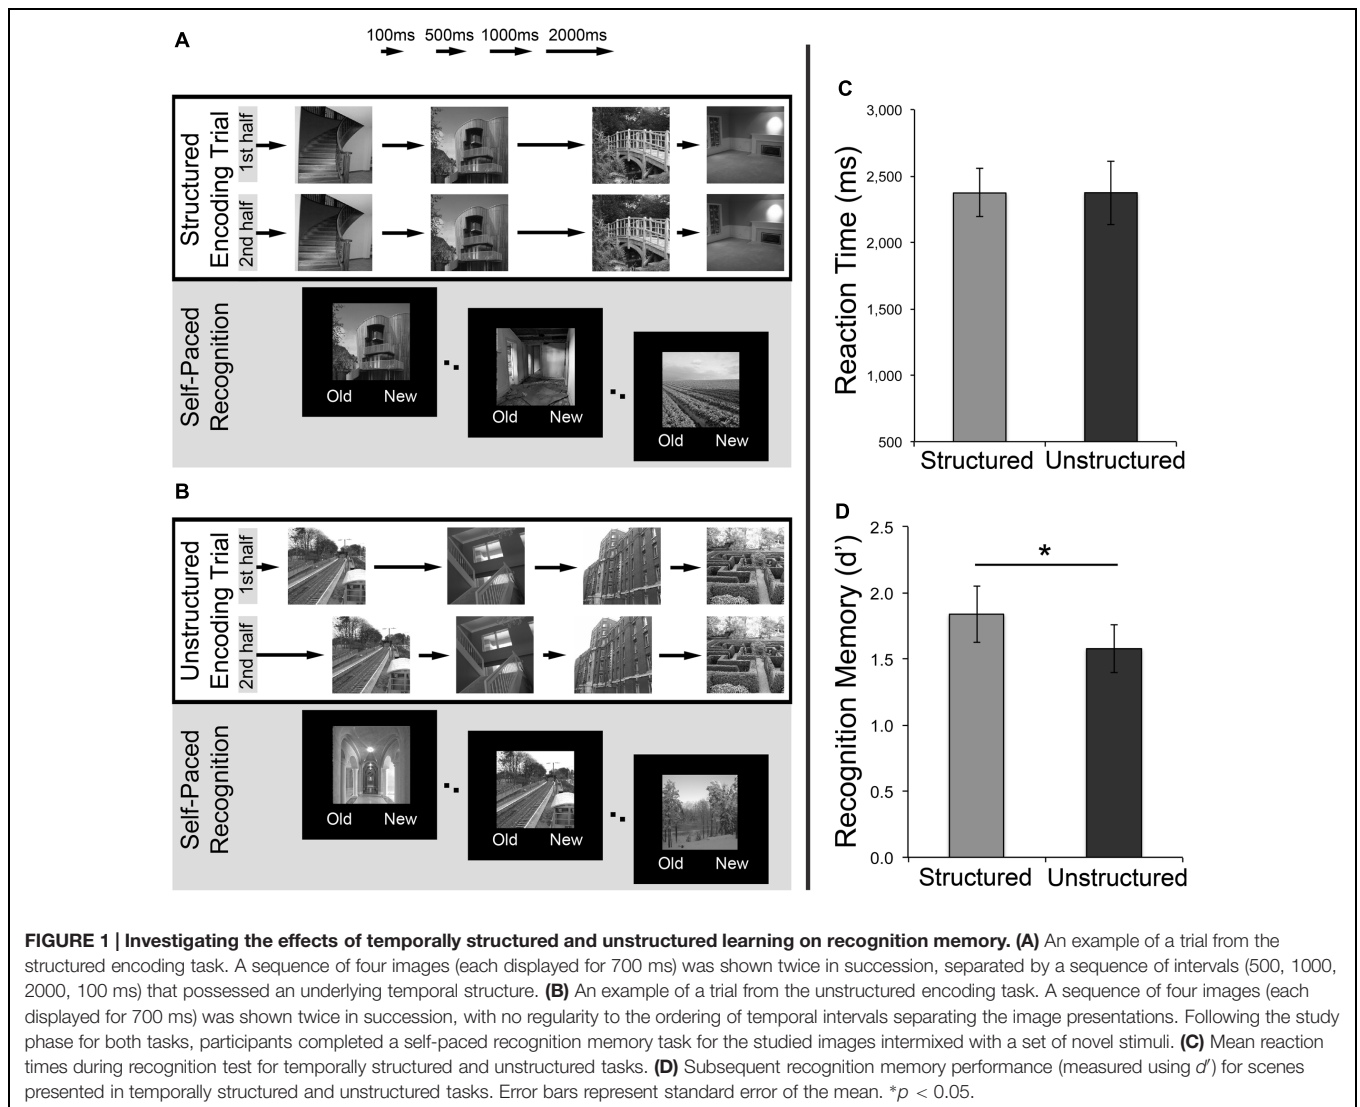 A
100ms 500ms 1000ms 2000ms
Structured
Encoding Trial
1st half
2nd half
Self-Paced
Recognition
Old New
Old New
Old New
B
Unstructured
Encoding Trial
1st half
2nd half
Self-Paced
Recognition
Old New
Old New
Old New
C
Reaction Time (ms)
3,000
2,500
2,000
1,500
1,000
500
Structured Unstructured
D
Recognition Memory (d’)
2.5
2.0
1.5
1.0
0.5
0.0
*
Structured Unstructured
FIGURE 1 | Investigating the effects of temporally structured and unstructured learning on recognition memory. (A) An example of a trial from the
structured encoding task. A sequence of four images (each displayed for 700 ms) was shown twice in succession, separated by a sequence of intervals (500, 1000,
2000, 100 ms) that possessed an underlying temporal structure. (B) An example of a trial from the unstructured encoding task. A sequence of four images (each
displayed for 700 ms) was shown twice in succession, with no regularity to the ordering of temporal intervals separating the image presentations. Following the study
phase for both tasks, participants completed a self-paced recognition memory task for the studied images intermixed with a set of novel stimuli. (C) Mean reaction
times during recognition test for temporally structured and unstructured tasks. (D) Subsequent recognition memory performance (measured using d′) for scenes
presented in temporally structured and unstructured tasks. Error bars represent standard error of the mean. *p < 0.05.